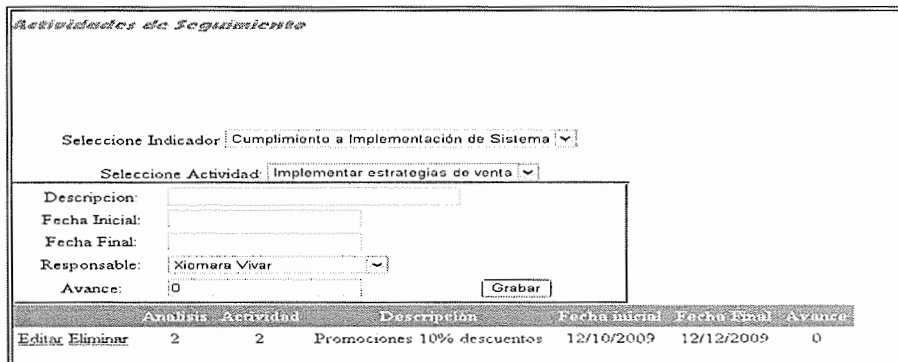 Actividades de Seguimiento
Seleccione Indicador Cumplimiento a Implementación de Sistema
Seleccione Actividad: Implementar estrategias de venta
Descripcion:
Fecha Inicial:
Fecha Final:
Responsable: Xiomara Vivar
Avance: 0 Grabar
Analisis Actividad Descripción Fecha inicial Fecha Final Avance
Editar Eliminar 2 2 Promociones 10% descuentos 12/10/2009 12/12/2009 0